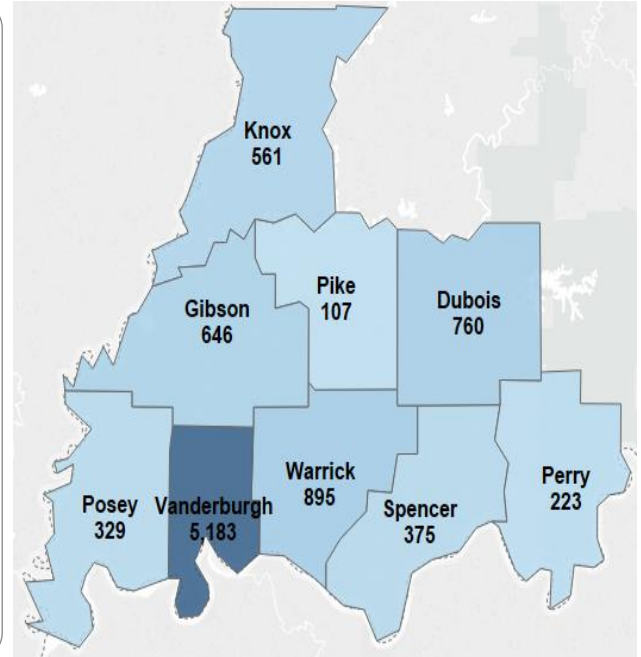 Knox
561
Pike
107
Dubois
760
Gibson
646
Warrick
895
Perry
223
Posey
329
Vanderburgh
5,183
Spencer
375